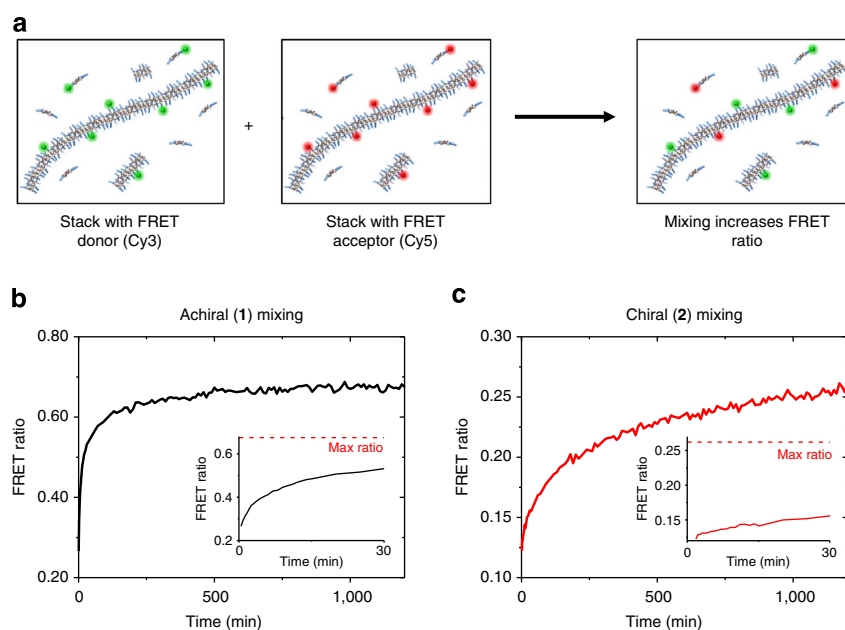 a
+
Stack with FRET
donor (Cy3)
Stack with FRET
acceptor (Cy5)
Mixing increases FRET
ratio
b
Achiral (1) mixing
0.80
0.60
0.40
0.20
FRET ratio
0
500
1,000
Time (min)
0.6
0.4
0.2
FRET ratio
Max ratio
0
30
Time (min)
c
Chiral (2) mixing
0.30
0.25
0.20
0.15
0.10
FRET ratio
0
500
1,000
Time (min)
0.25
0.15
FRET ratio
Max ratio
0
30
Time (min)